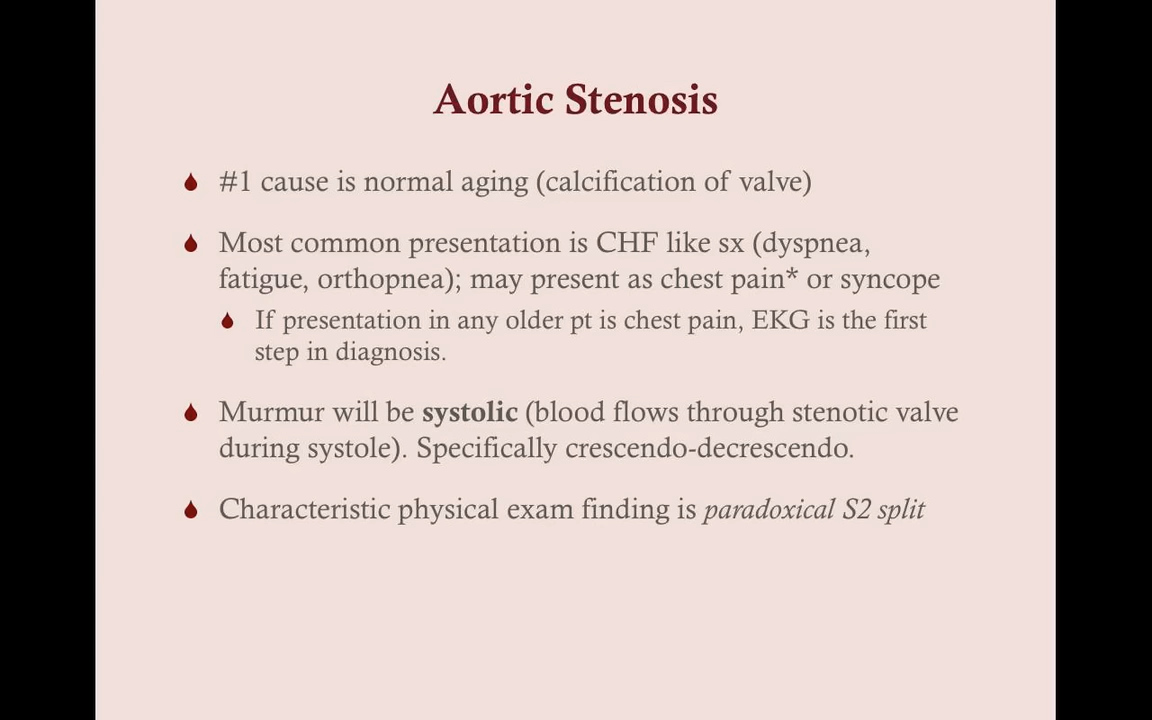 Aortic Stenosis
#1 cause is normal aging (calcification of valve)
Most common presentation is CHF like sx (dyspnea,
fatigue, orthopnea); may present as chest pain* or syncope
If presentation in any older pt is chest pain, EKG is the first
step in diagnosis.
Murmur will be systolic (blood flows through stenotic valve
during systole). Specifically crescendo-decrescendo.
Characteristic physical exam finding is paradoxical S2 split